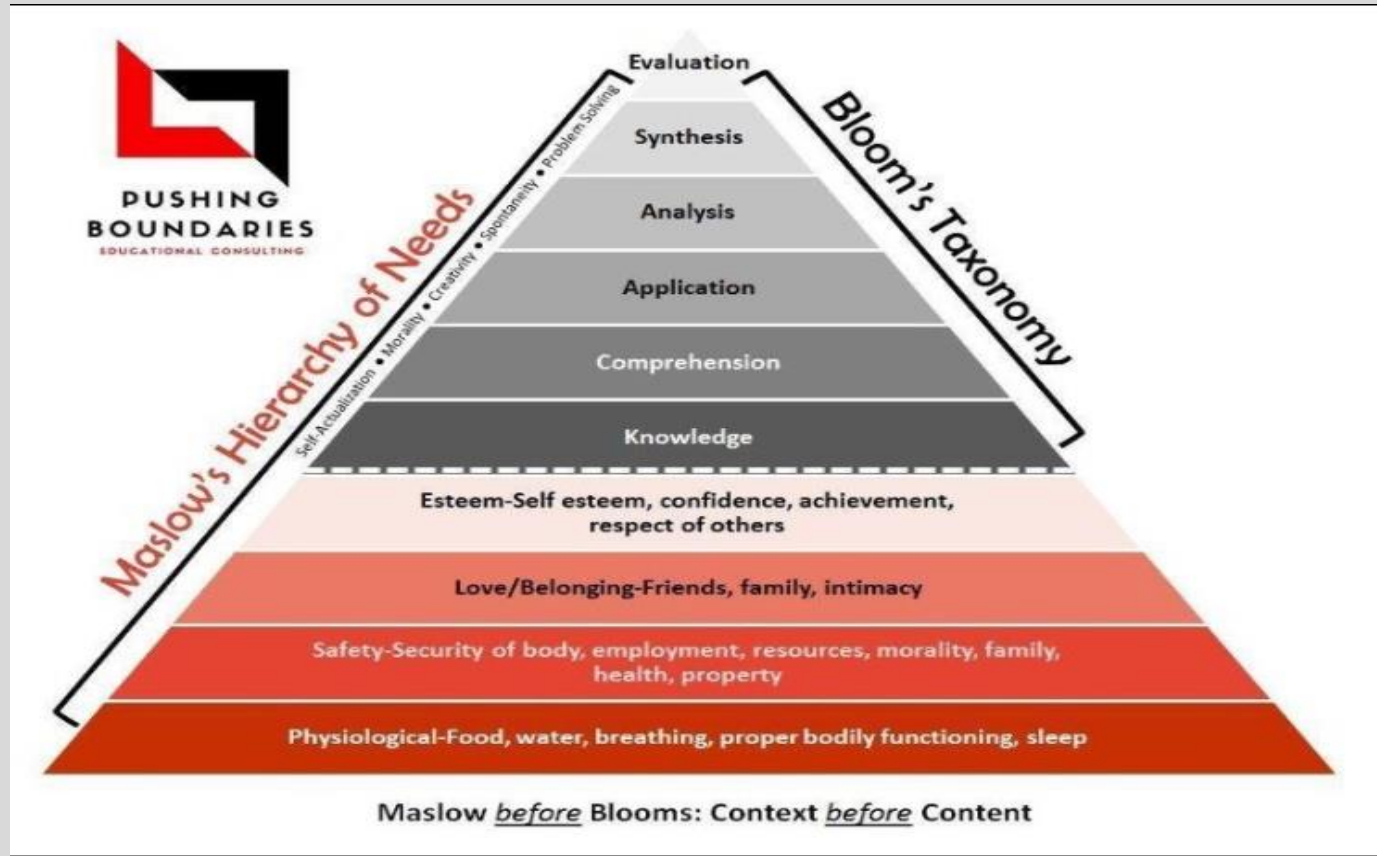 PUSHING
BOUNDARIES
EDUCATIONAL CONSULTING
Maslow's Hierarchy of Needs
Self-Actualization • Morality • Creativity • Spontaneity • Problem Solving
Bloom's Taxonomy
Evaluation
Synthesis
Analysis
Application
Comprehension
Knowledge
Esteem-Self esteem, confidence, achievement,
respect of others
Love/Belonging-Friends, family, intimacy
Safety-Security of body, employment, resources, morality, family,
health, property
Physiological-Food, water, breathing, proper bodily functioning, sleep
Maslow before Blooms: Context before Content